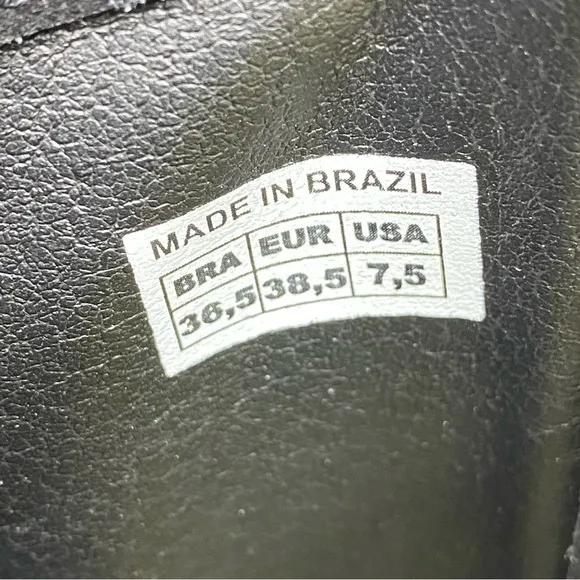 MADE IN BRAZIL
BRA EUR USA
36,5 38,5 7,5